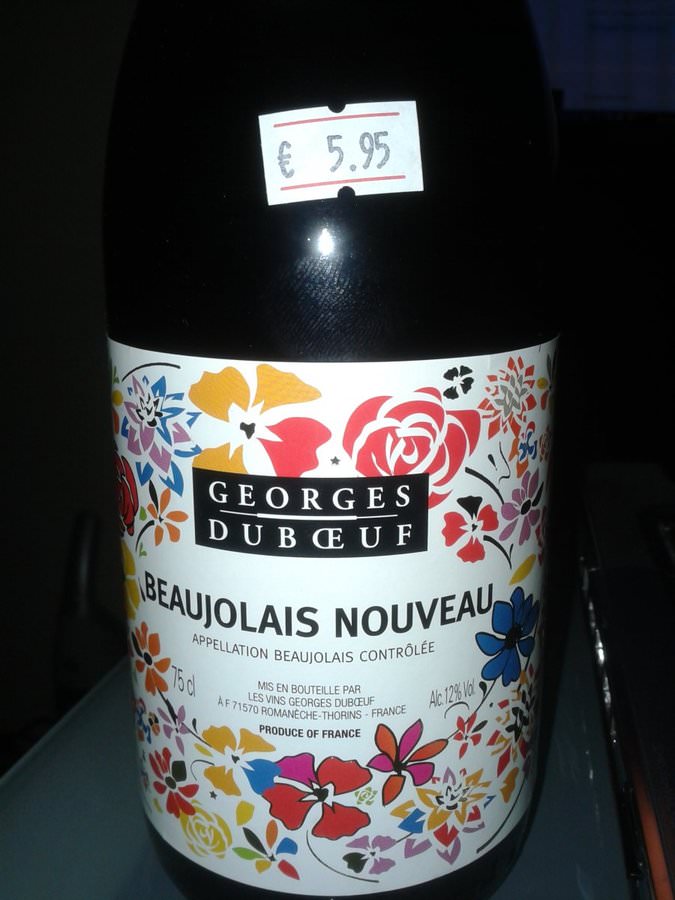 € 5.95
GEORGES
DUBŒUF
BEAUJOLAIS NOUVEAU
APPELLATION BEAUJOLAIS CONTRÔLÉE
75 cl
MIS EN BOUTEILLE PAR
LES VINS GEORGES DUBŒUF
À F 71570 ROMANÈCHE-THORINS - FRANCE
Alc.12% Vol.
PRODUCE OF FRANCE